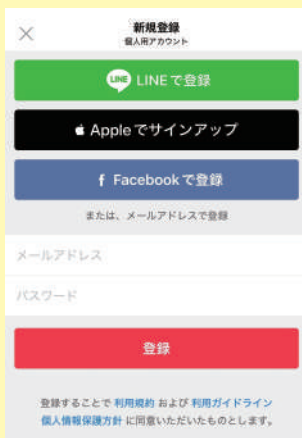 新規登録
個人用アカウント
LINE LINEで登録
Appleでサインアップ
f Facebookで登録
または、メールアドレスで登録
メールアドレス
パスワード
登録
登録することで 利用規約 および 利用ガイドライン
個人情報保護方針 に同意いただいたものとします。